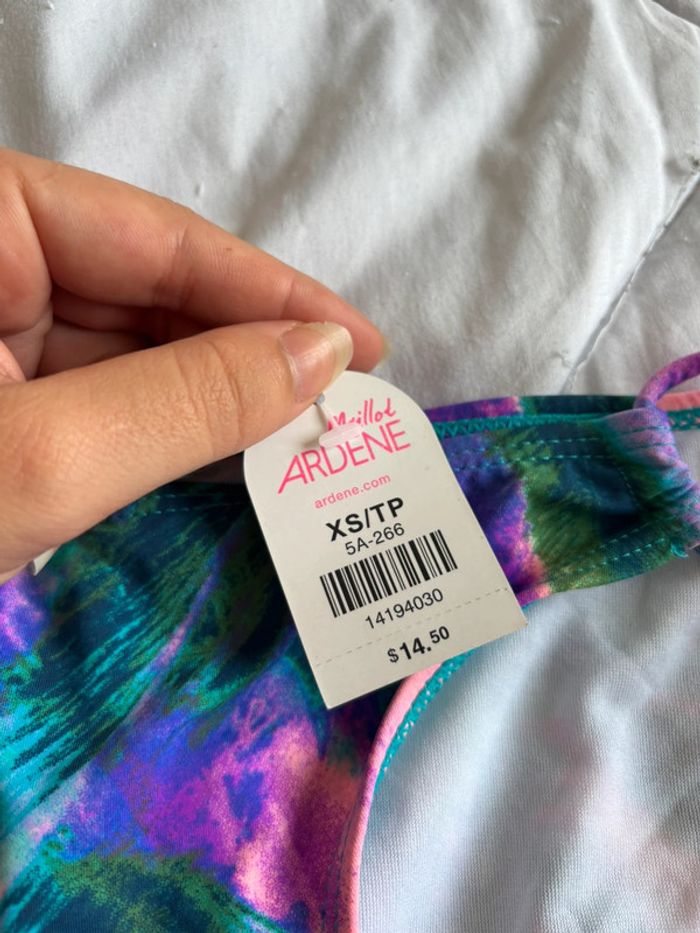 Maillot
ARDENE
ardene.com
XS/TP
5A-266
14194030
$14.50